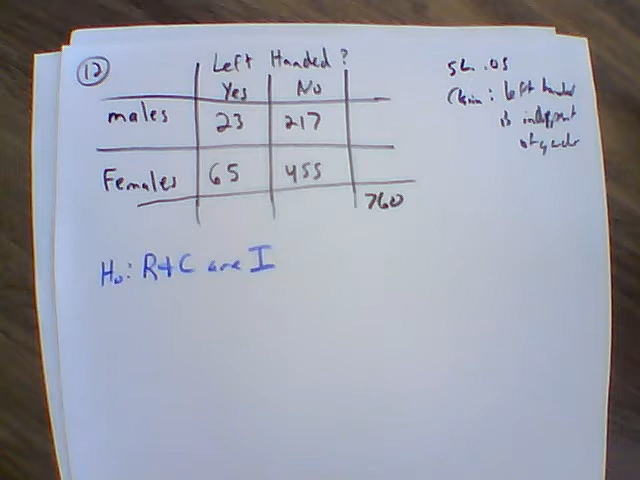 12
Left Handed?
Yes No
males 23 217
Females 65 455
760
SL .05
Claim: left handed
is independent
of gender
Ho: R+C are I